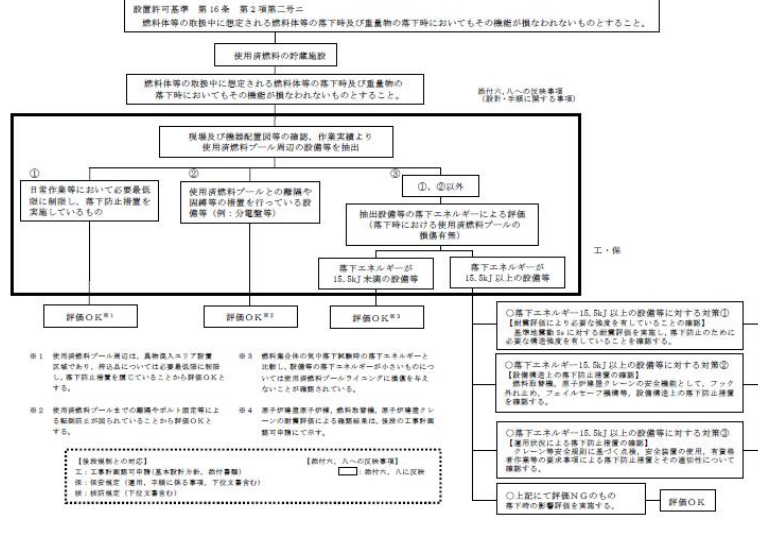 設置許可基準 第16条 第2項第二号ニ
燃料体等の取扱中に想定される燃料体等の落下時及び重量物の落下時においてもその機能が損なわれないものとすること。
使用済燃料の貯蔵施設
燃料体等の取扱中に想定される燃料体等の落下時及び重量物の
落下時においてもその機能が損なわれないものとすること。
添付六,八への反映事項
(設計・手順に関する事項)
現場及び機器配置図等の確認、作業実績より
使用済燃料プール周辺の設備等を抽出
①
日常作業等において必要最低
限に制限し、落下防止措置を
実施しているもの
②
使用済燃料プールとの離隔や
固縛等の措置を行っている設
備等(例:分電盤等)
③
①,②以外
抽出設備等の落下エネルギーによる評価
(落下時における使用済燃料プールの
損傷有無)
工・保
落下エネルギーが
15.5kJ未満の設備等
落下エネルギーが
15.5kJ以上の設備等
評価OK※1
評価OK※2
評価OK※3
○落下エネルギー15.5kJ以上の設備等に対する対策①
【耐震評価により必要な強度を有していることの確認】
基準地震動Ssに対する耐震評価を実施し、落下防止のために
必要な構造強度を有していることを確認する。
○落下エネルギー15.5kJ以上の設備等に対する対策②
【設備構造上の落下防止措置の確認】
燃料取替機、原子炉建屋クレーンの安全機能として、フック
外れ止め、フェイルセーフ機構等、設備構造上の落下防止措置
を確認する。
○落下エネルギー15.5kJ以上の設備等に対する対策③
【運用状況による落下防止措置の確認】
クレーン等安全規則に基づく点検、安全装置の使用、有資格
者作業等の要求事項による落下防止措置とその適切性について
確認する。
○上記にて評価NGのもの
落下時の影響評価を実施する。
評価OK
※1 使用済燃料プール周辺は、異物混入エリア設置
区域であり、持込品については必要最低限に制限
し、落下防止措置を講じていることから評価OKと
する。
※2 使用済燃料プールまでの離隔やボルト固定等によ
る転倒防止が図られていることから評価OKと
する。
※3 燃料集合体の気中落下試験時の落下エネルギーと
比較し、設備等の落下エネルギーが小さいものにつ
いては使用済燃料プールライニングに損傷を与え
ないことが確認されている。
※4 原子炉建屋原子炉棟、燃料取替機、原子炉建屋クレ
ーンの耐震評価による確認結果は、後段の工事計画
認可申請にて示す。
【後段規制との対応】
工:工事計画認可申請(基本設計方針、添付書類)
保:保安規定(運用、手順に係る事項、下位文書含む)
核:核防規定(下位文書含む)
【添付六、八への反映事項】
:添付六、八に反映